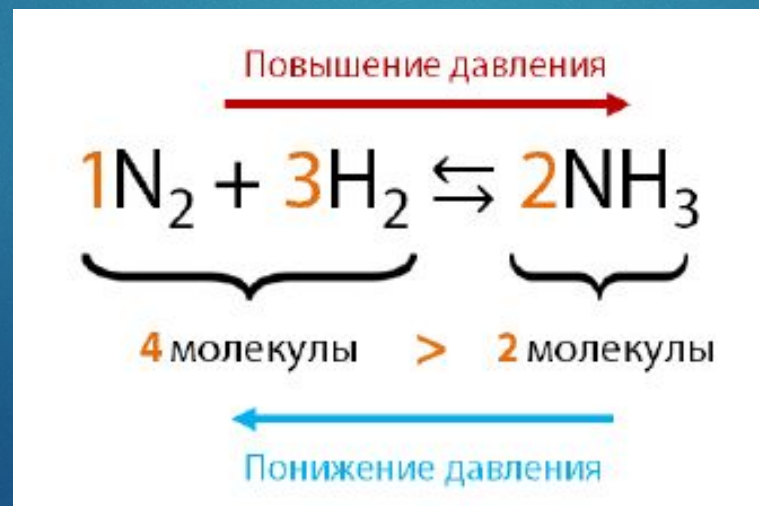 Повышение давления
1N₂ + 3H₂ ⇆ 2NH₃
4 молекулы > 2 молекулы
Понижение давления